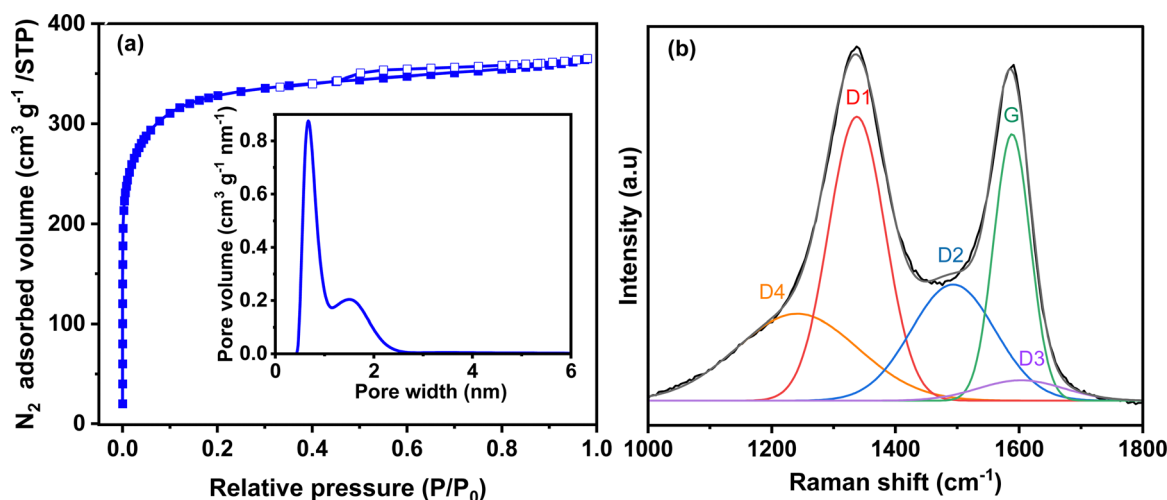 (a)
N₂ adsorbed volume (cm³ g⁻¹/STP)
400
300
200
100
0
0.0 0.2 0.4 0.6 0.8 1.0
Relative pressure (P/P₀)
Pore volume (cm³ g⁻¹ nm⁻¹)
0.8
0.6
0.4
0.2
0.0
0 2 4 6
Pore width (nm)
(b)
Intensity (a.u)
D1
G
D2
D4
D3
1000 1200 1400 1600 1800
Raman shift (cm⁻¹)